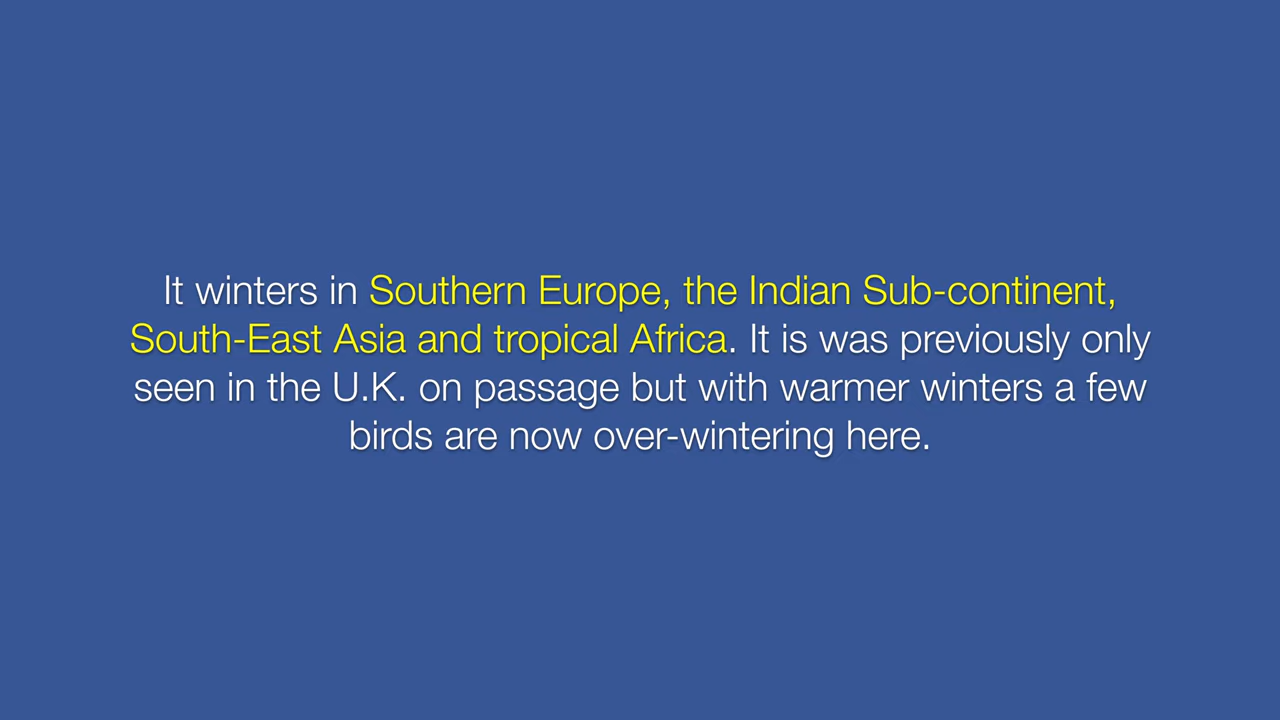 It winters in Southern Europe, the Indian Sub-continent,
South-East Asia and tropical Africa. It is was previously only
seen in the U.K. on passage but with warmer winters a few
birds are now over-wintering here.